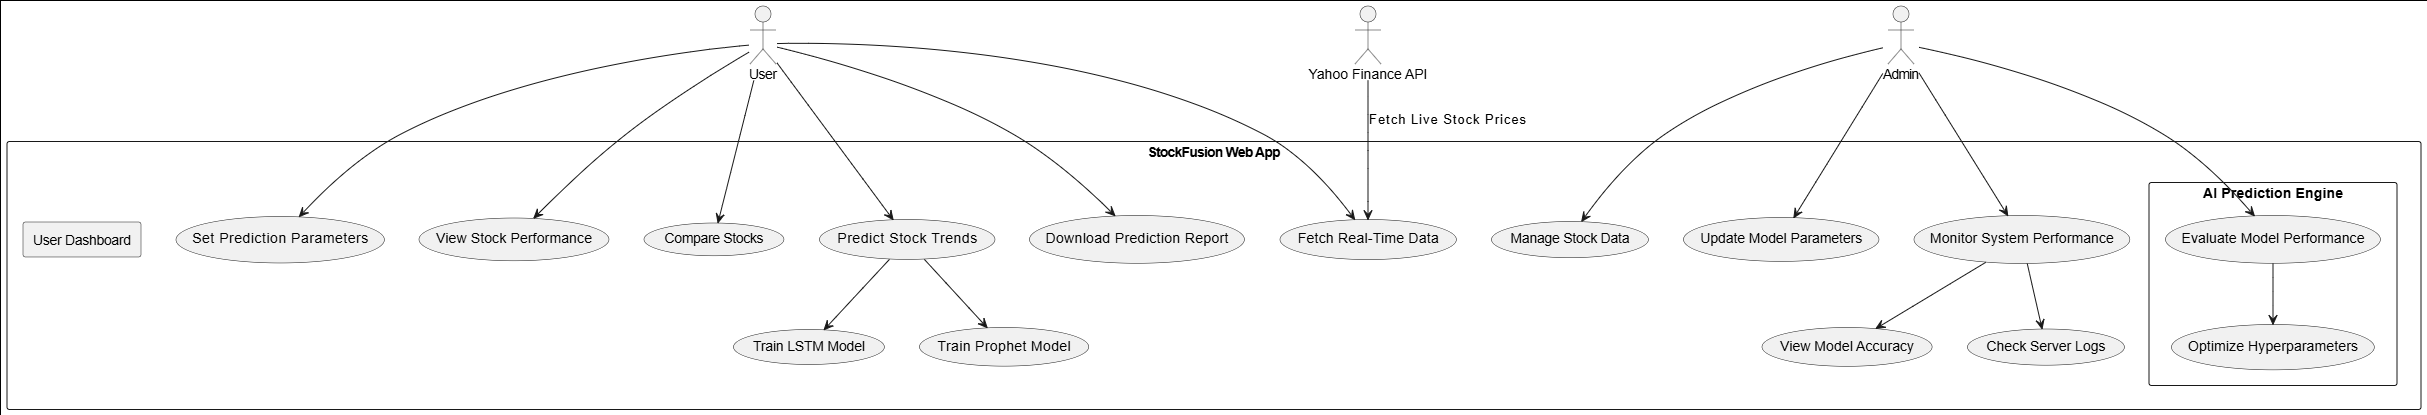 User
Yahoo Finance API
Admin
Fetch Live Stock Prices
StockFusion Web App
AI Prediction Engine
User Dashboard
Set Prediction Parameters
View Stock Performance
Compare Stocks
Predict Stock Trends
Download Prediction Report
Fetch Real-Time Data
Manage Stock Data
Update Model Parameters
Monitor System Performance
Evaluate Model Performance
Train LSTM Model
Train Prophet Model
View Model Accuracy
Check Server Logs
Optimize Hyperparameters